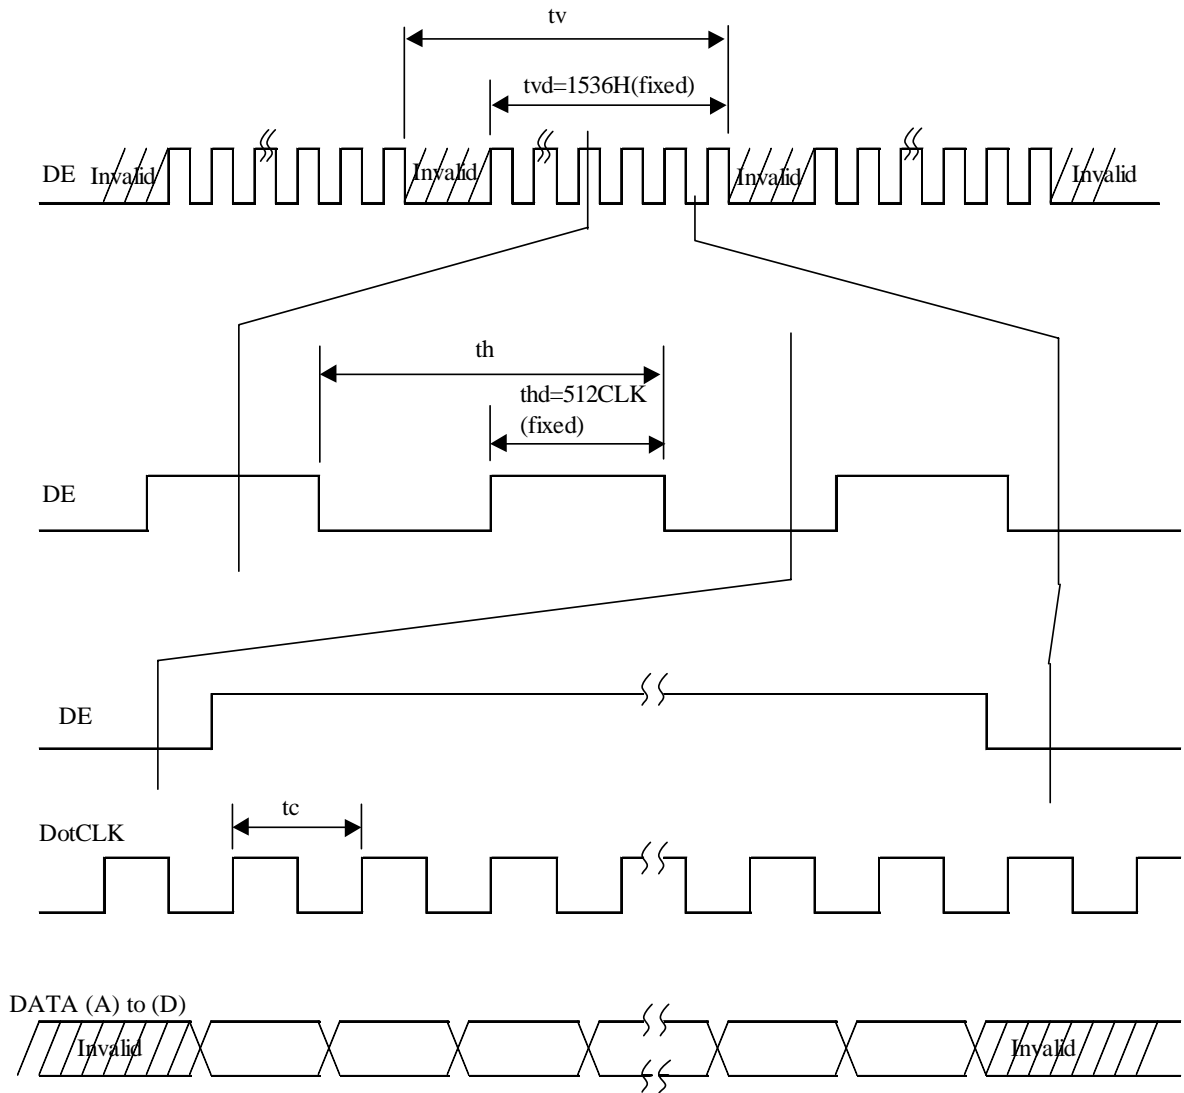 tv
tvd=1536H(fixed)
DE Invalid Invalid Invalid Invalid
th
thd=512CLK
(fixed)
DE
DE
tc
DotCLK
DATA (A) to (D)
Invalid Invalid